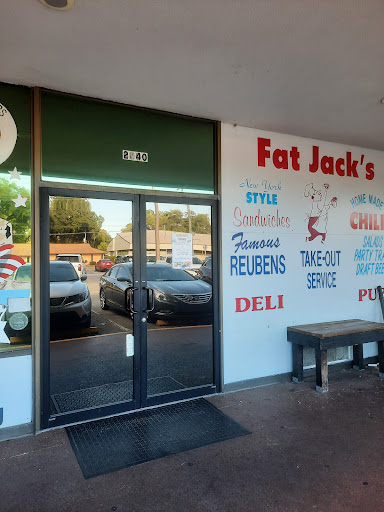 Fat Jack's
New York
STYLE
Sandwiches
Famous
REUBENS
DELI
TAKE-OUT
SERVICE
HOME MADE
CHILI
SALADS
PARTY TRA
DRAFT BEE
PU